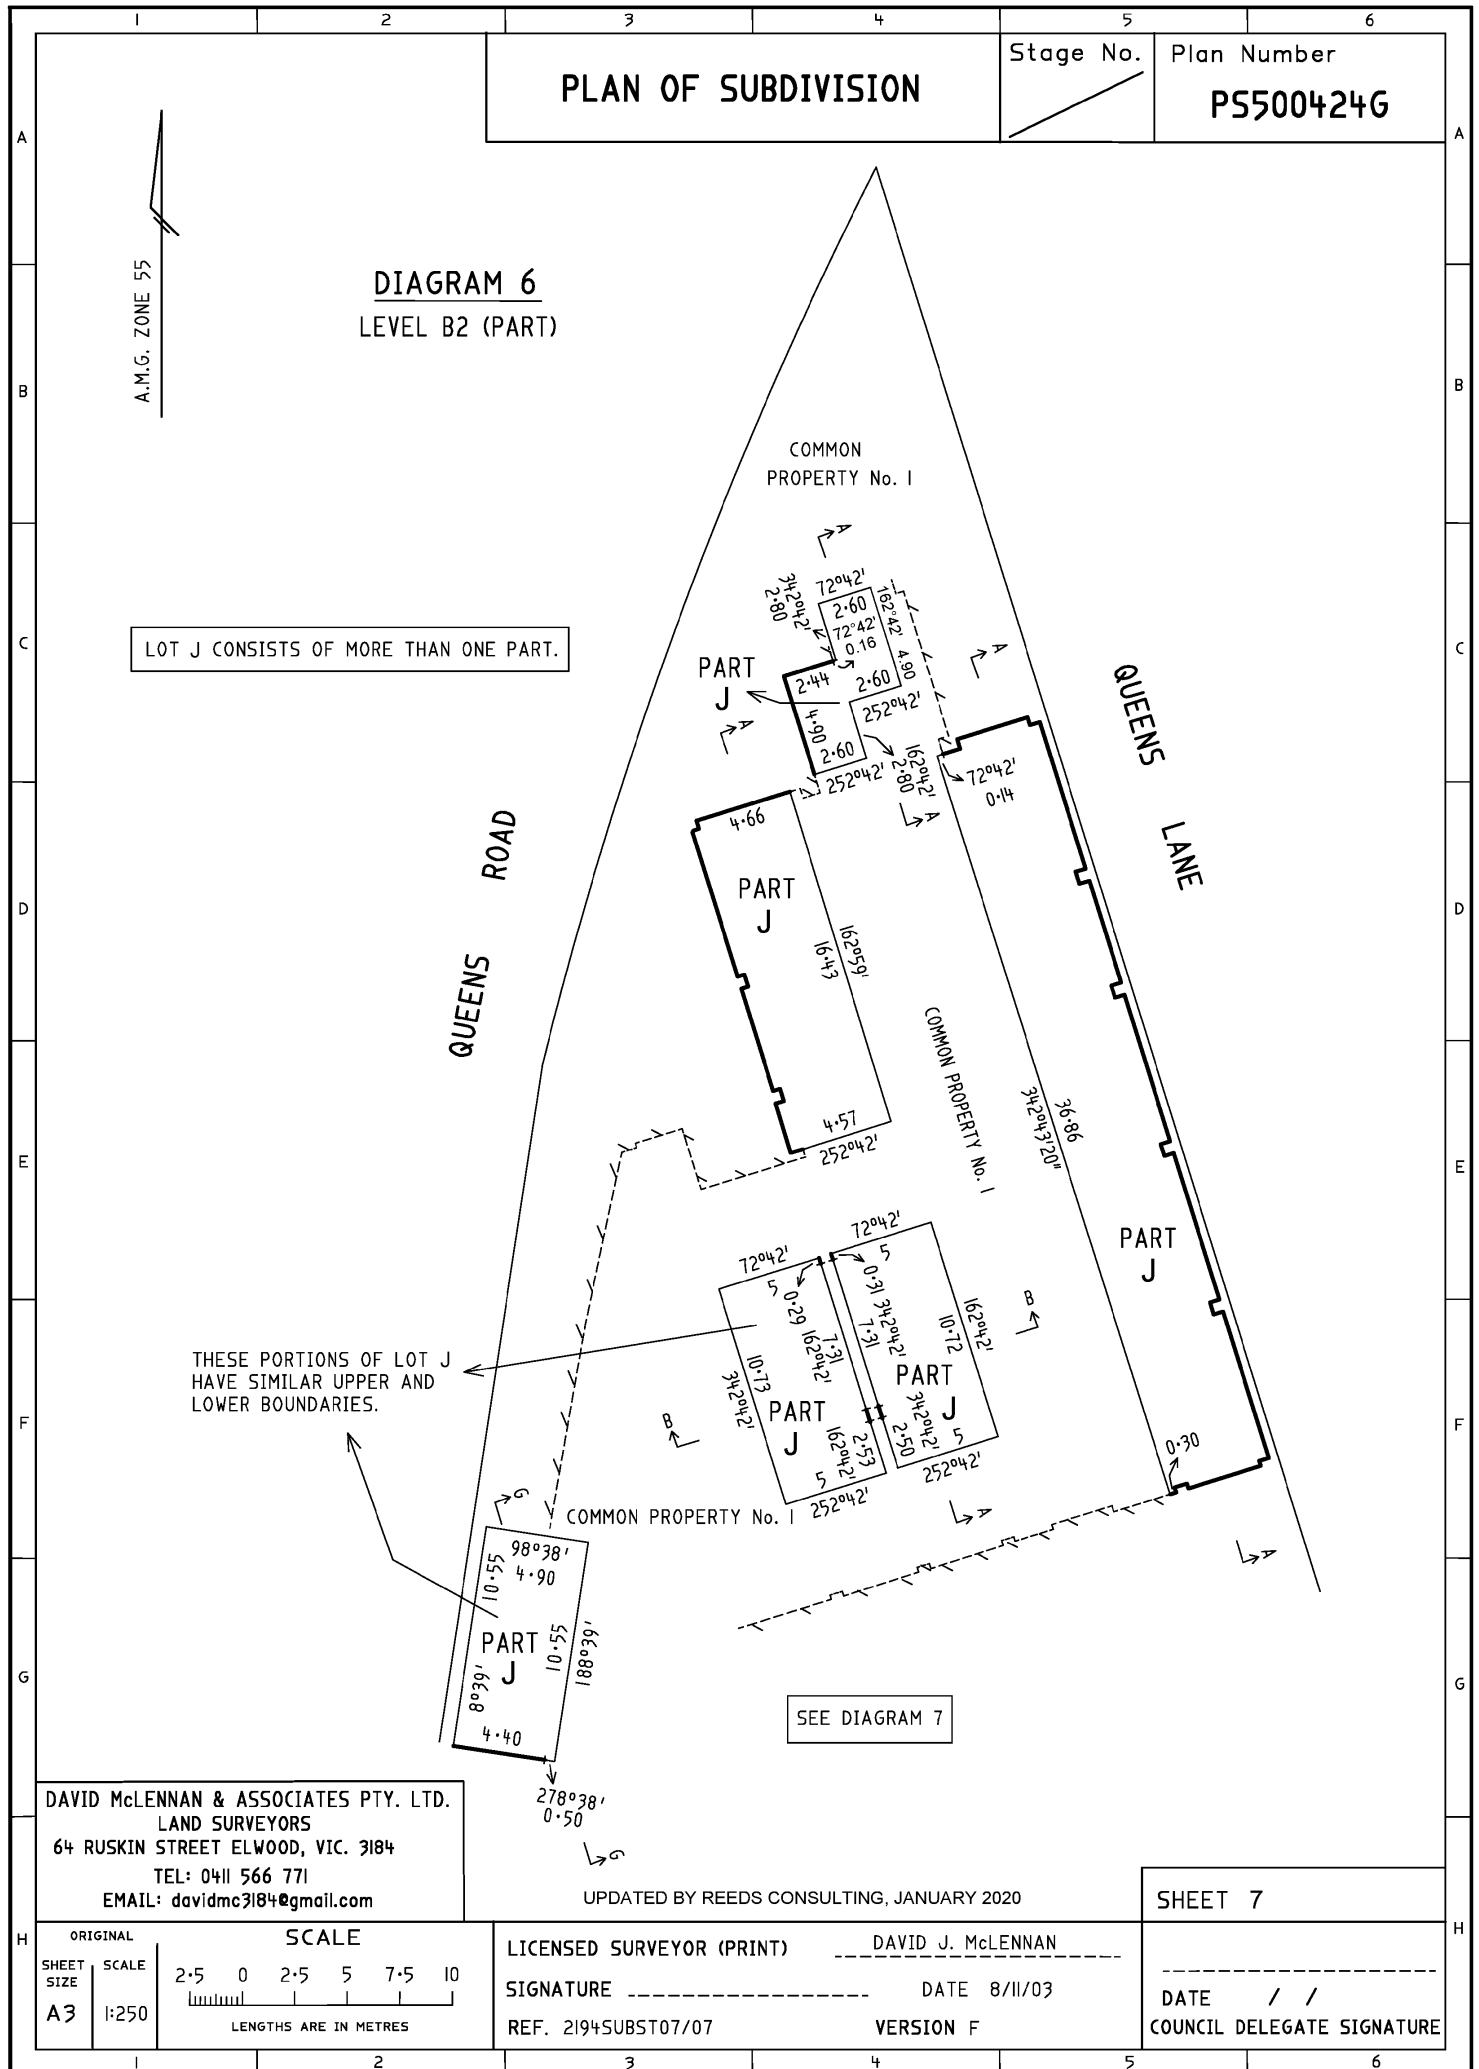 1 2 3 4 5 6
PLAN OF SUBDIVISION
Stage No.
Plan Number
PS500424G
A
A
A.M.G. ZONE 55
DIAGRAM 6
LEVEL B2 (PART)
B
B
COMMON
PROPERTY No. 1
A
72°42'
2·60
342°42'
2·80
72°42'
0.16
162°42' 4.90
C
C
LOT J CONSISTS OF MORE THAN ONE PART.
PART
J
2·44
2·60
252°42'
A
A
4·90
2·60
252°42'
162°42'
2·80
A
72°42'
0·14
QUEENS LANE
QUEENS ROAD
4·66
PART
J
D
D
162°59'
16·43
COMMON PROPERTY No. 1
4·57
252°42'
36·86
342°43'20"
E
E
PART
J
72°42'
5
0·29
162°42'
7·31
72°42'
5
0·31
342°42'
7·31
10·72
162°42'
B
THESE PORTIONS OF LOT J
HAVE SIMILAR UPPER AND
LOWER BOUNDARIES.
10·73
342°42'
PART
J
PART
J
B
162°42'
2·53
342°42'
2·50
5
252°42'
5
252°42'
F
F
0·30
G
COMMON PROPERTY No. 1
A
A
98°38'
4·90
10·55
PART
J
10·55
188°39'
8°39'
4·40
G
G
SEE DIAGRAM 7
278°38'
0·50
G
DAVID McLENNAN & ASSOCIATES PTY. LTD.
LAND SURVEYORS
64 RUSKIN STREET ELWOOD, VIC. 3184
TEL: 0411 566 771
EMAIL: davidmc3184@gmail.com
UPDATED BY REEDS CONSULTING, JANUARY 2020
SHEET 7
H
H
ORIGINAL
SHEET SIZE
SCALE
A3
1:250
SCALE
2·5 0 2·5 5 7·5 10
LENGTHS ARE IN METRES
LICENSED SURVEYOR (PRINT) DAVID J. McLENNAN
SIGNATURE DATE 8/11/03
REF. 2194SUBST07/07 VERSION F
DATE / /
COUNCIL DELEGATE SIGNATURE
1 2 3 4 5 6